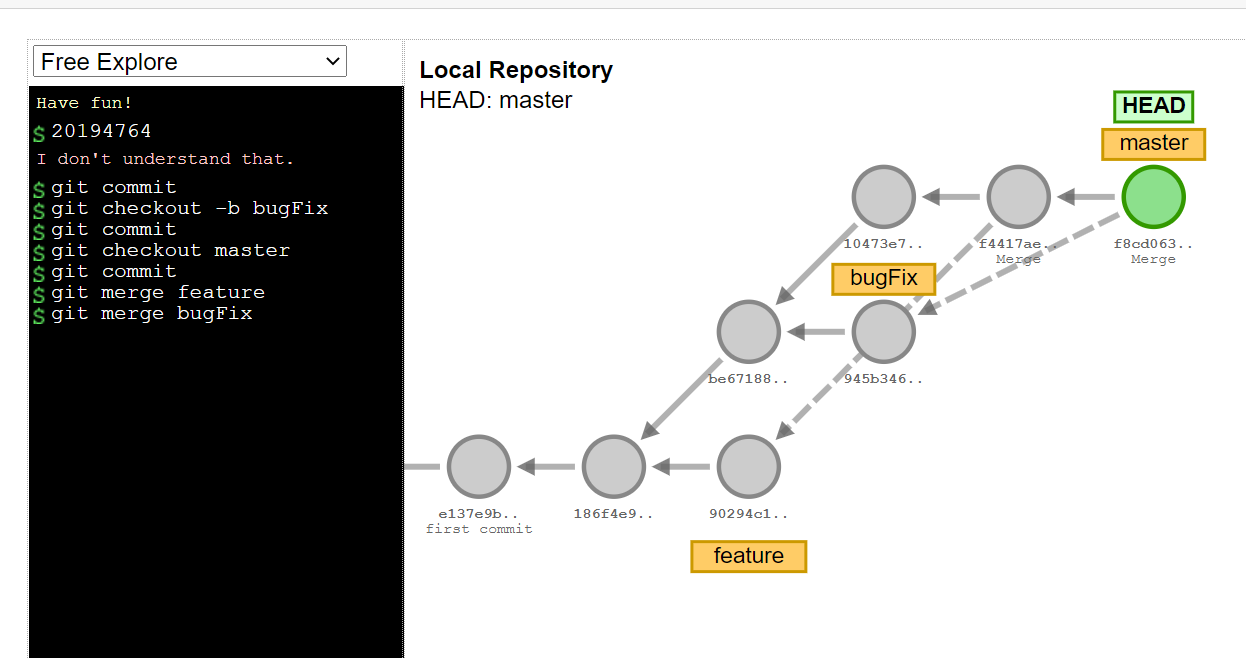 Free Explore
Have fun!
$ 20194764
I don't understand that.
$ git commit
$ git checkout -b bugFix
$ git commit
$ git checkout master
$ git commit
$ git merge feature
$ git merge bugFix
Local Repository
HEAD: master
HEAD
master
10473e7..
f4417ae..
Merge
f8cd063..
Merge
bugFix
be67188..
945b346..
e137e9b..
first commit
186f4e9..
90294c1..
feature